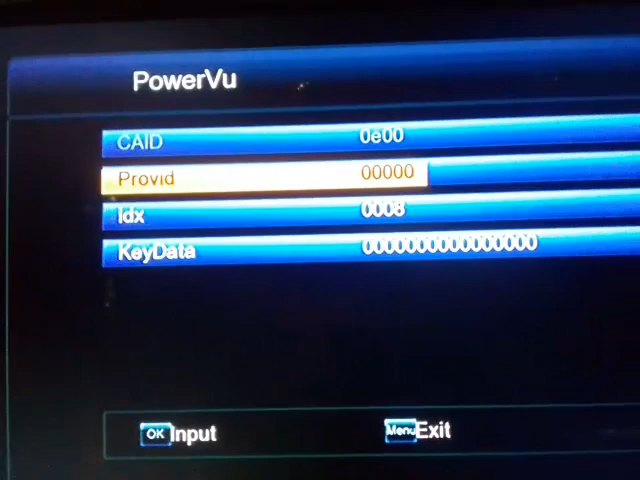 PowerVu
CAID 0e00
Provid 00000
Idx 0008
KeyData 0000000000000000
OK Input Menu Exit